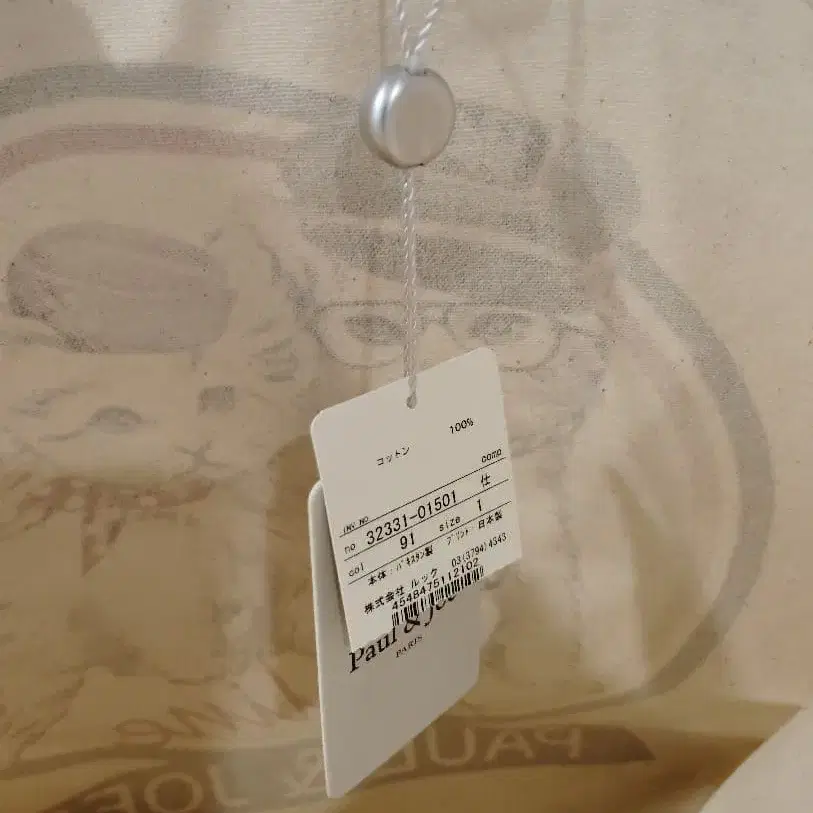 コットン 100%
comp
INV NO
no 32331-01501 仕
col 91 size 1
本体:パキスタン製 プリント:日本製
株式会社 ルック 03(3794)4343
4548475112102
Paul & Joe
PARIS
PAUL & JOE